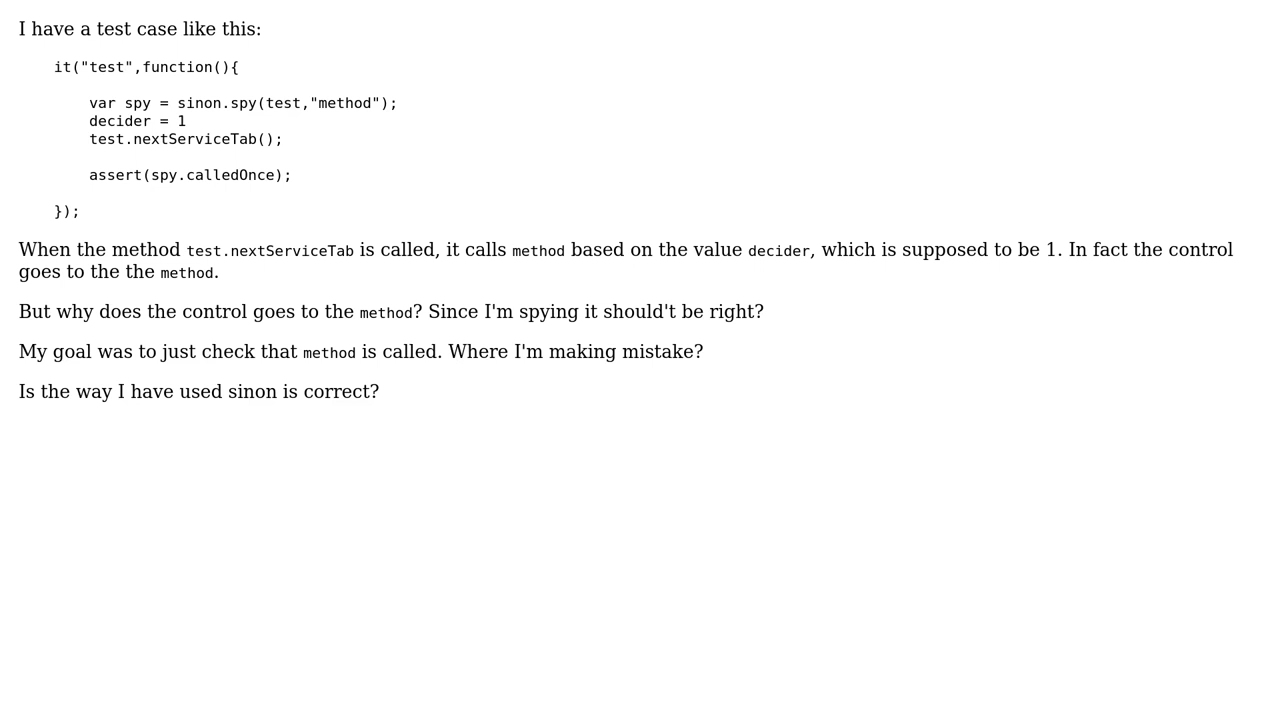 I have a test case like this:
it("test",function(){
var spy = sinon.spy(test,"method");
decider = 1
test.nextServiceTab();
assert(spy.calledOnce);
});
When the method test.nextServiceTab is called, it calls method based on the value decider, which is supposed to be 1. In fact the control
goes to the the method.
But why does the control goes to the method? Since I'm spying it should't be right?
My goal was to just check that method is called. Where I'm making mistake?
Is the way I have used sinon is correct?